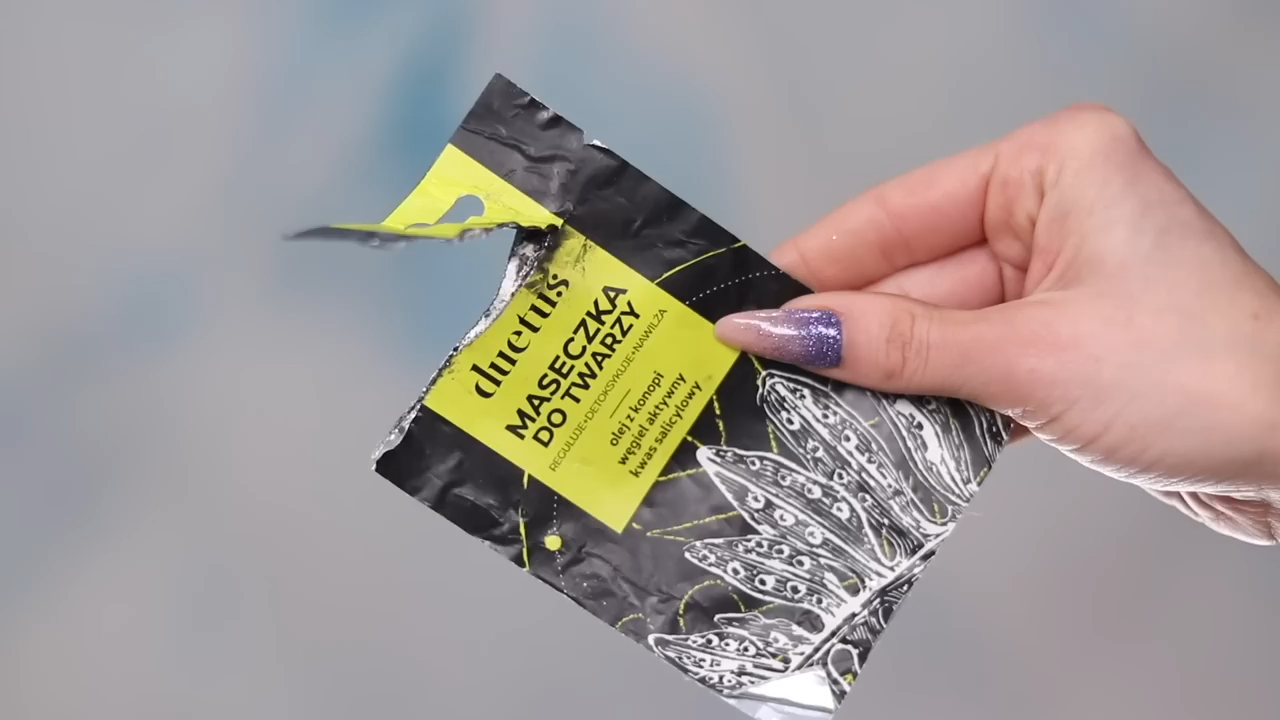 duetus
MASECZKA
DO TWARZY
REGULUJE+DETOKSYKUJE+NAWILŻA
olej z konopi
węgiel aktywny
kwas salicylowy